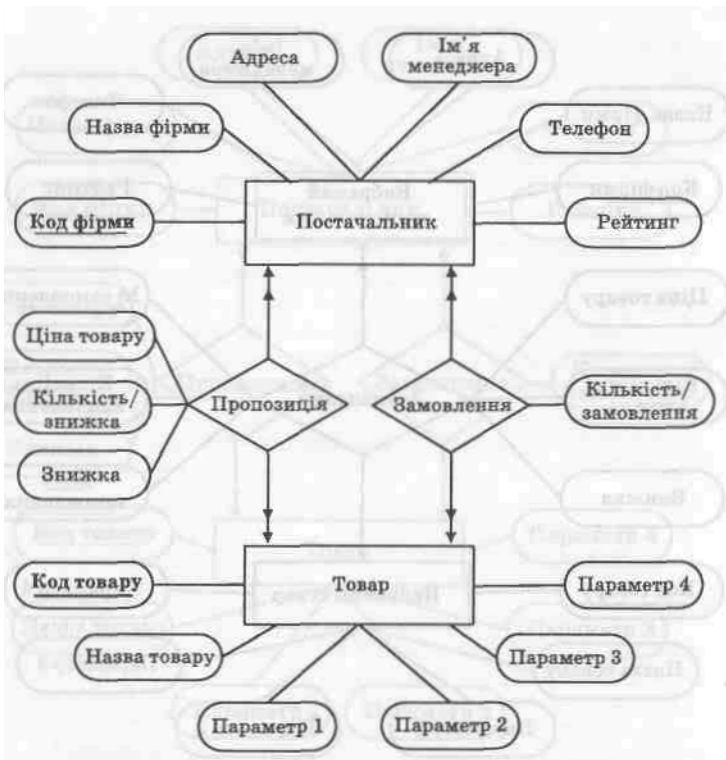 Адреса
Ім’я
менеджера
Назва фірми
Телефон
Код фірми
Постачальник
Рейтинг
Ціна товару
Кількість/
знижка
Пропозиція
Замовлення
Кількість/
замовлення
Знижка
Код товару
Товар
Параметр 4
Назва товару
Параметр 3
Параметр 1
Параметр 2